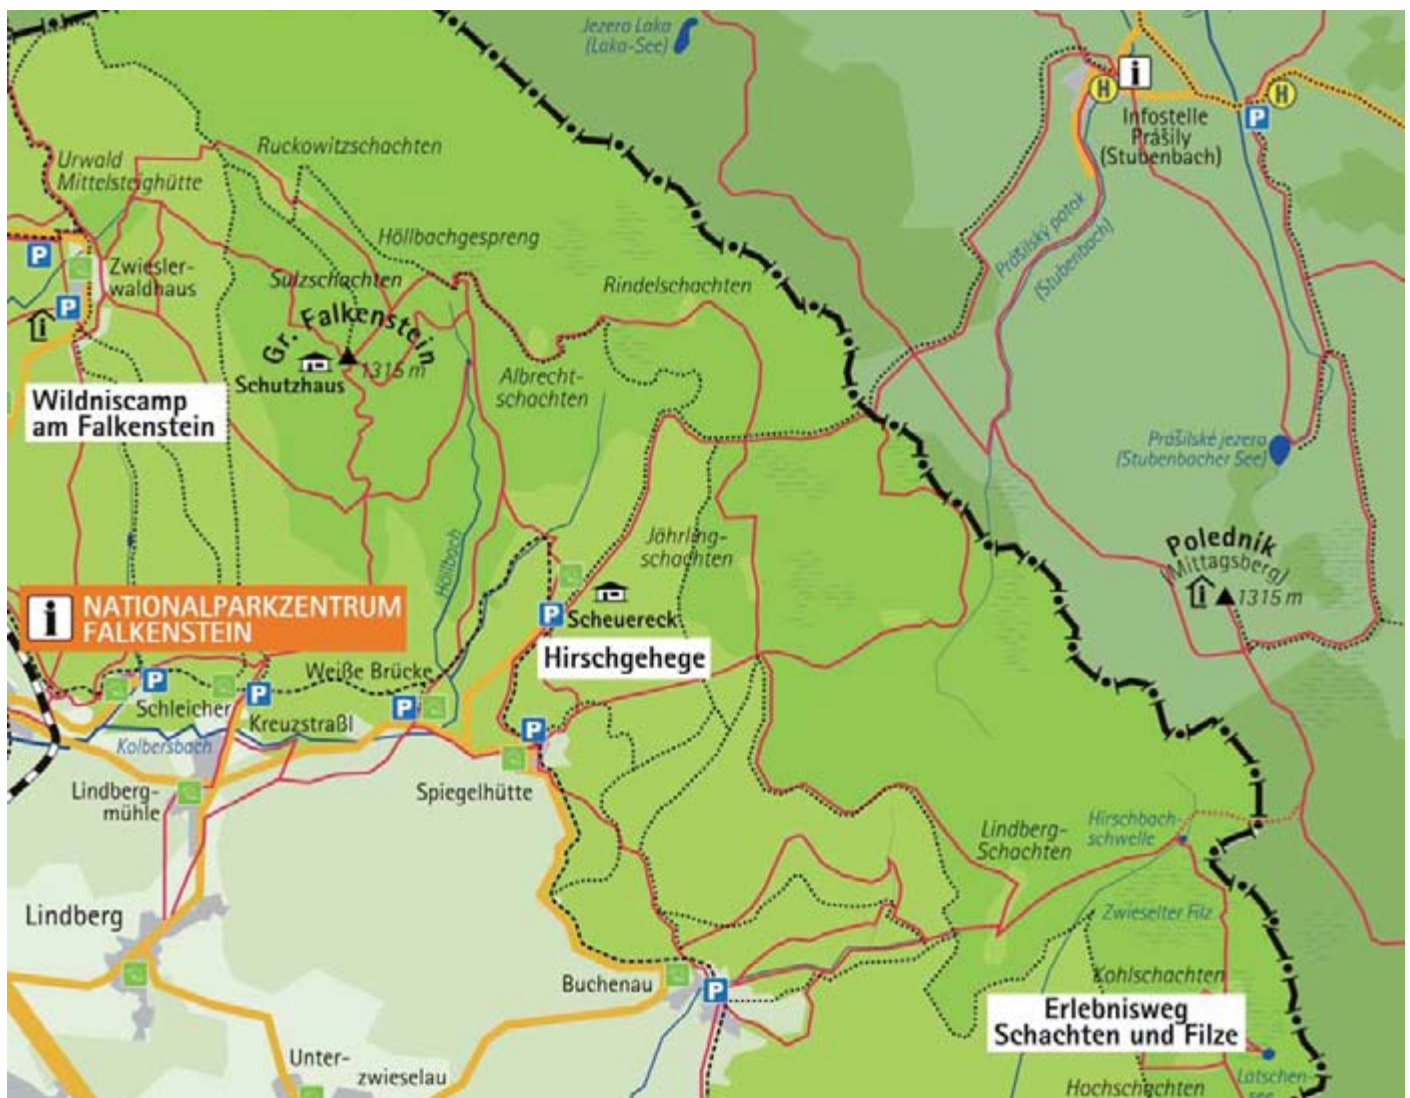 Jezero Laka
(Laka-See)
H
i
H
P
Infostelle
Prášily
(Stubenbach)
Ruckowitzschachten
Urwald
Mittelsteighütte
Prášilský potok
(Stubenbach)
Höllbachgespreng
P
Zwiesler-
waldhaus
Sulzschachten
Rindelschachten
P
i
Gr. Falkenstein
1315 m
Schutzhaus
Albrecht-
schachten
Wildniscamp
am Falkenstein
Prášilské jezero
(Stubenbacher See)
Höllbach
Jährling-
schachten
Polednik
(Mittagsberg)
i
1315 m
i
NATIONALPARKZENTRUM
FALKENSTEIN
P
Scheuereck
Hirschgehege
Weiße Brücke
P
Schleicher
P
Kreuzstraßl
P
P
Kolbersbach
Lindberg-
mühle
Spiegelhütte
Lindberg-
Schachten
Hirschbach-
schwelle
Lindberg
Zwieselter Filz
Buchenau
P
Kohlschachten
Erlebnisweg
Schachten und Filze
Unter-
zwieselau
Hochschachten
Latschen-
see